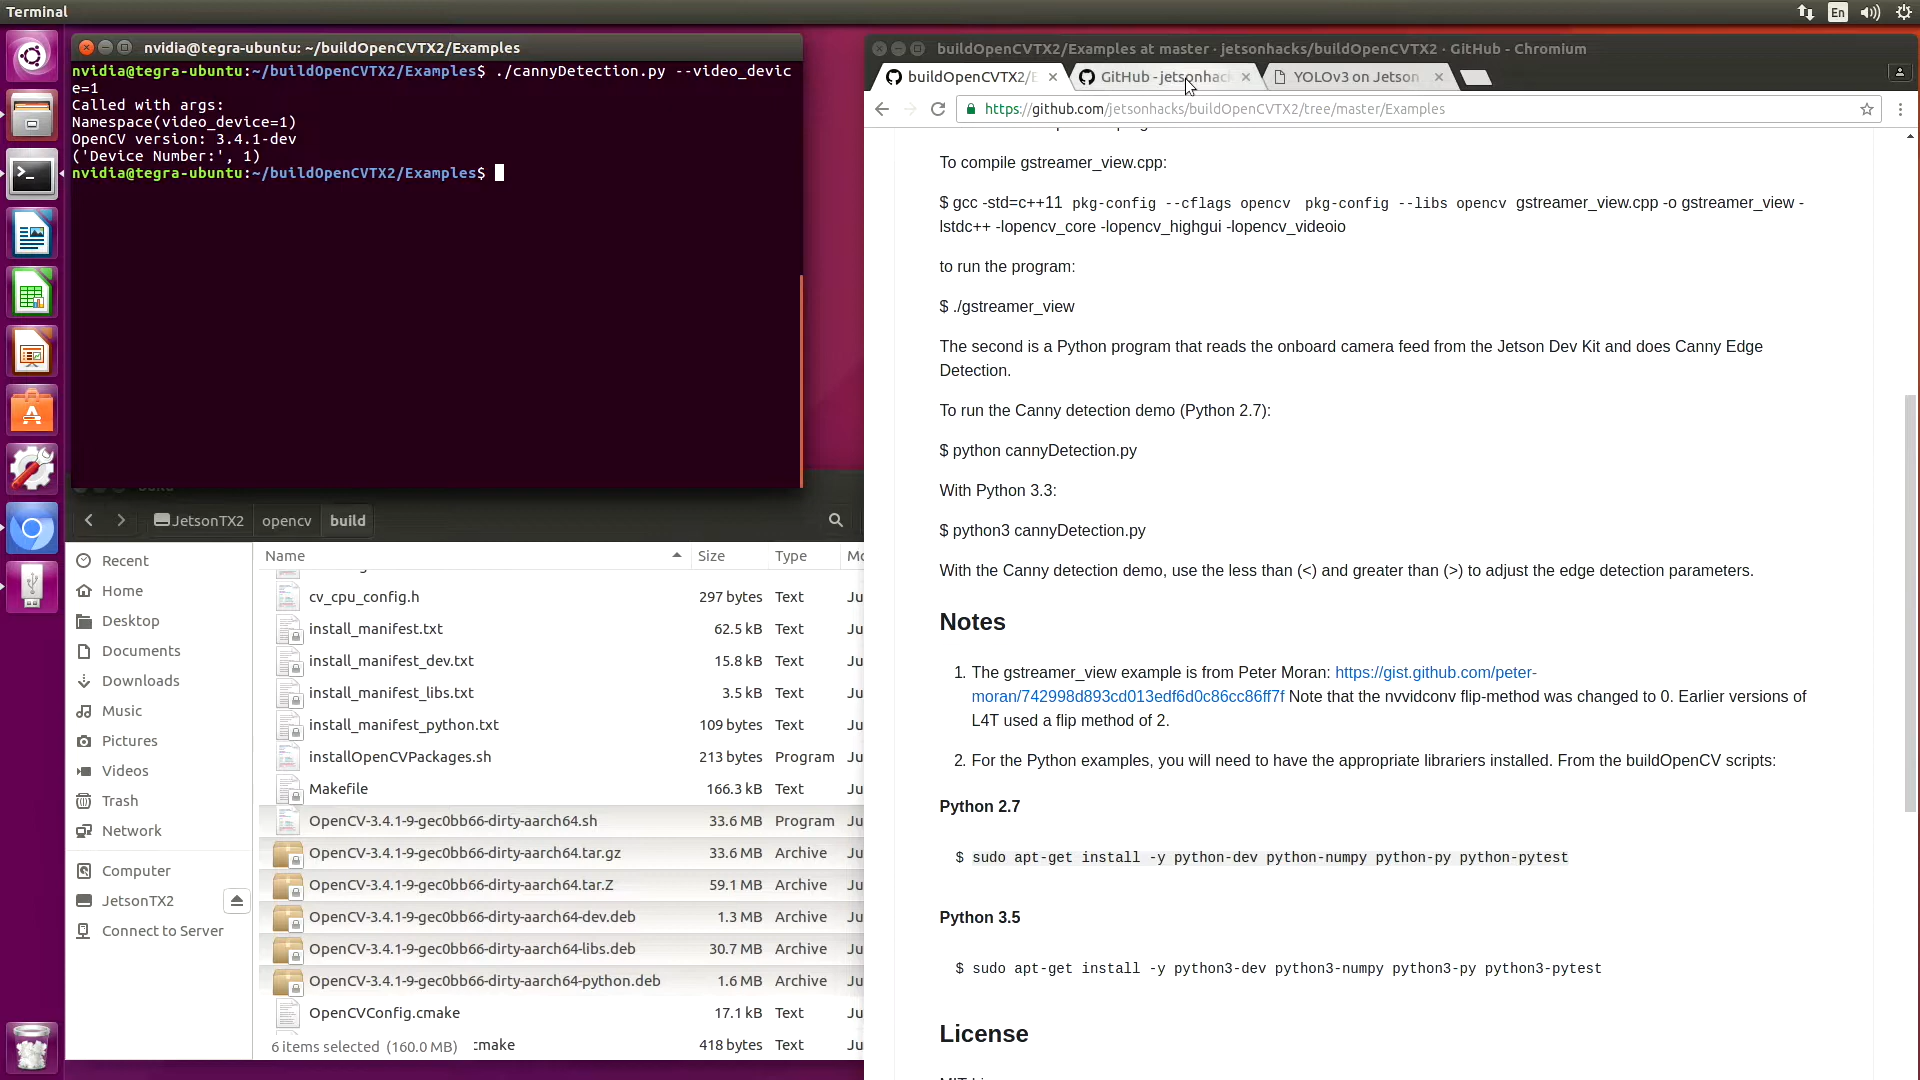 Terminal
En
nvidia@tegra-ubuntu: ~/buildOpenCVTX2/Examples
nvidia@tegra-ubuntu:~/buildOpenCVTX2/Examples$ ./cannyDetection.py --video_devic
e=1
Called with args:
Namespace(video_device=1)
OpenCV version: 3.4.1-dev
('Device Number:', 1)
nvidia@tegra-ubuntu:~/buildOpenCVTX2/Examples$
JetsonTX2
opencv
build
Recent
Home
Desktop
Documents
Downloads
Music
Pictures
Videos
Trash
Network
Computer
JetsonTX2
Connect to Server
Name Size Type Mo
cv_cpu_config.h 297 bytes Text Ju
install_manifest.txt 62.5 kB Text Ju
install_manifest_dev.txt 15.8 kB Text Ju
install_manifest_libs.txt 3.5 kB Text Ju
install_manifest_python.txt 109 bytes Text Ju
installOpenCVPackages.sh 213 bytes Program Ju
Makefile 166.3 kB Text Ju
OpenCV-3.4.1-9-gec0bb66-dirty-aarch64.sh 33.6 MB Program Ju
OpenCV-3.4.1-9-gec0bb66-dirty-aarch64.tar.gz 33.6 MB Archive Ju
OpenCV-3.4.1-9-gec0bb66-dirty-aarch64.tar.Z 59.1 MB Archive Ju
OpenCV-3.4.1-9-gec0bb66-dirty-aarch64-dev.deb 1.3 MB Archive Ju
OpenCV-3.4.1-9-gec0bb66-dirty-aarch64-libs.deb 30.7 MB Archive Ju
OpenCV-3.4.1-9-gec0bb66-dirty-aarch64-python.deb 1.6 MB Archive Ju
OpenCVConfig.cmake 17.1 kB Text Ju
cmake 418 bytes Text Ju
6 items selected (160.0 MB)
buildOpenCVTX2/Examples at master · jetsonhacks/buildOpenCVTX2 · GitHub - Chromium
buildOpenCVTX2/E
GitHub - jetsonhac
YOLOv3 on Jetson
https://github.com/jetsonhacks/buildOpenCVTX2/tree/master/Examples
To compile gstreamer_view.cpp:
$ gcc -std=c++11 pkg-config --cflags opencv pkg-config --libs opencv gstreamer_view.cpp -o gstreamer_view -
lstdc++ -lopencv_core -lopencv_highgui -lopencv_videoio
to run the program:
$ ./gstreamer_view
The second is a Python program that reads the onboard camera feed from the Jetson Dev Kit and does Canny Edge
Detection.
To run the Canny detection demo (Python 2.7):
$ python cannyDetection.py
With Python 3.3:
$ python3 cannyDetection.py
With the Canny detection demo, use the less than (<) and greater than (>) to adjust the edge detection parameters.
Notes
1. The gstreamer_view example is from Peter Moran: https://gist.github.com/peter-
moran/742998d893cd013edf6d0c86cc86ff7f Note that the nvvidconv flip-method was changed to 0. Earlier versions of
L4T used a flip method of 2.
2. For the Python examples, you will need to have the appropriate librariers installed. From the buildOpenCV scripts:
Python 2.7
$ sudo apt-get install -y python-dev python-numpy python-py python-pytest
Python 3.5
$ sudo apt-get install -y python3-dev python3-numpy python3-py python3-pytest
License